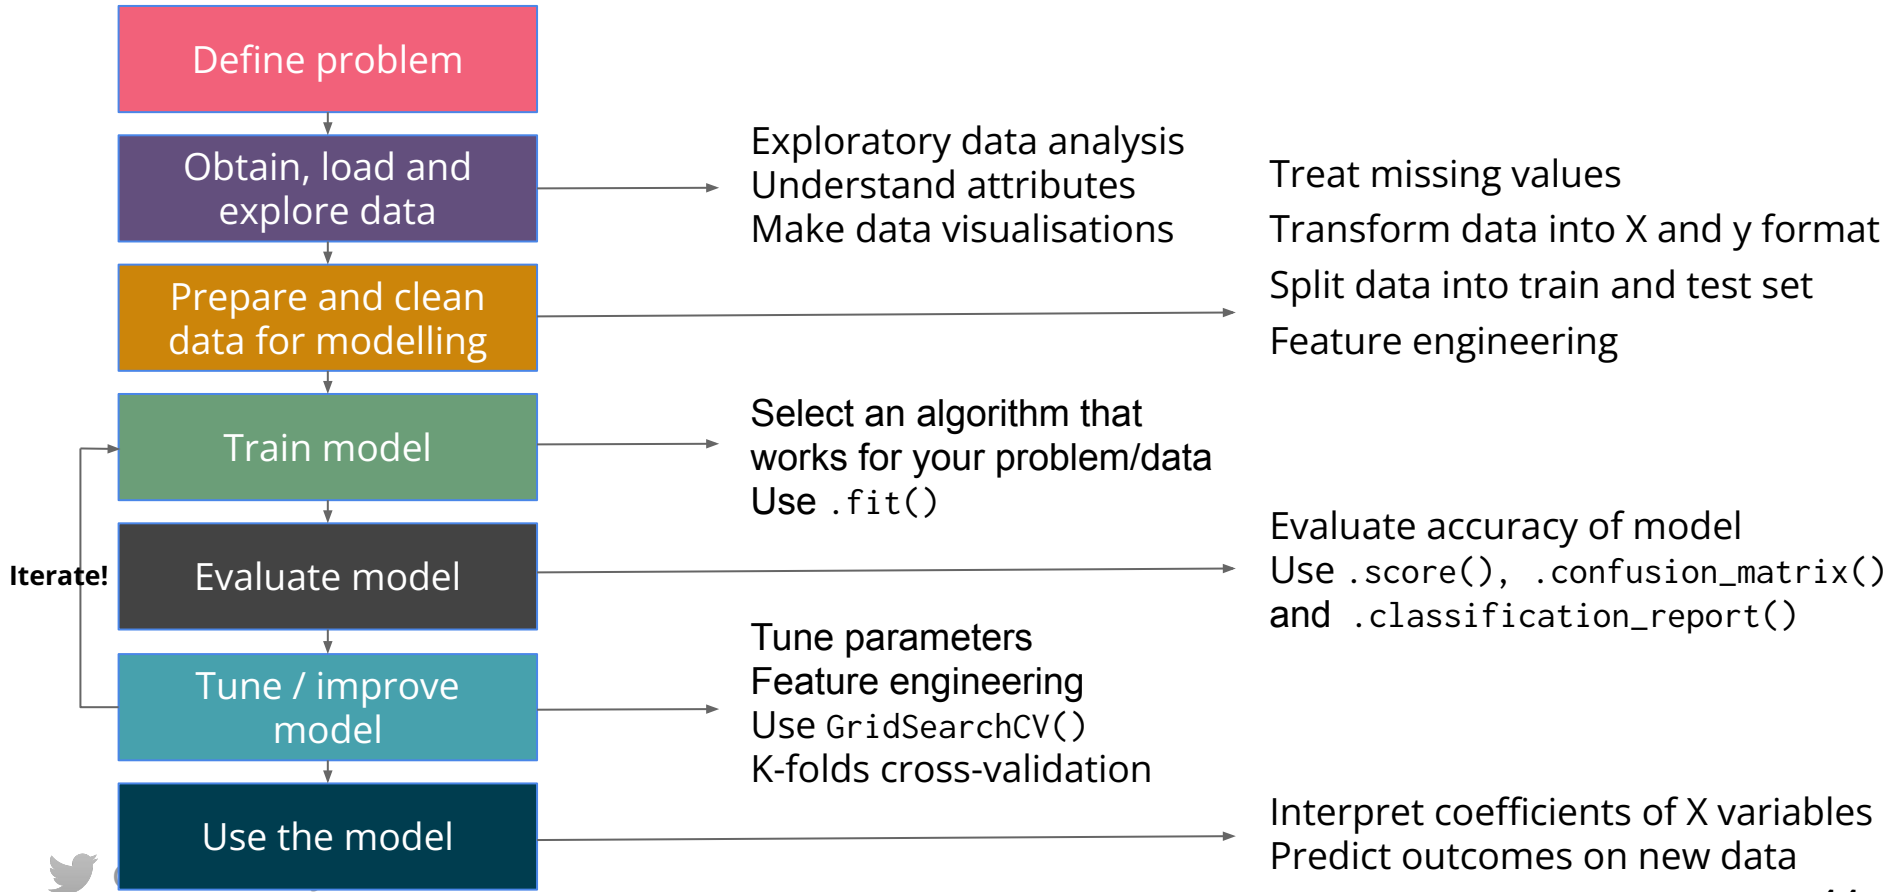 Define problem
Obtain, load and
explore data
Exploratory data analysis
Understand attributes
Make data visualisations
Prepare and clean
data for modelling
Treat missing values
Transform data into X and y format
Split data into train and test set
Feature engineering
Train model
Select an algorithm that
works for your problem/data
Use .fit()
Iterate!
Evaluate model
Evaluate accuracy of model
Use .score(), .confusion_matrix()
and .classification_report()
Tune / improve
model
Tune parameters
Feature engineering
Use GridSearchCV()
K-folds cross-validation
Use the model
Interpret coefficients of X variables
Predict outcomes on new data